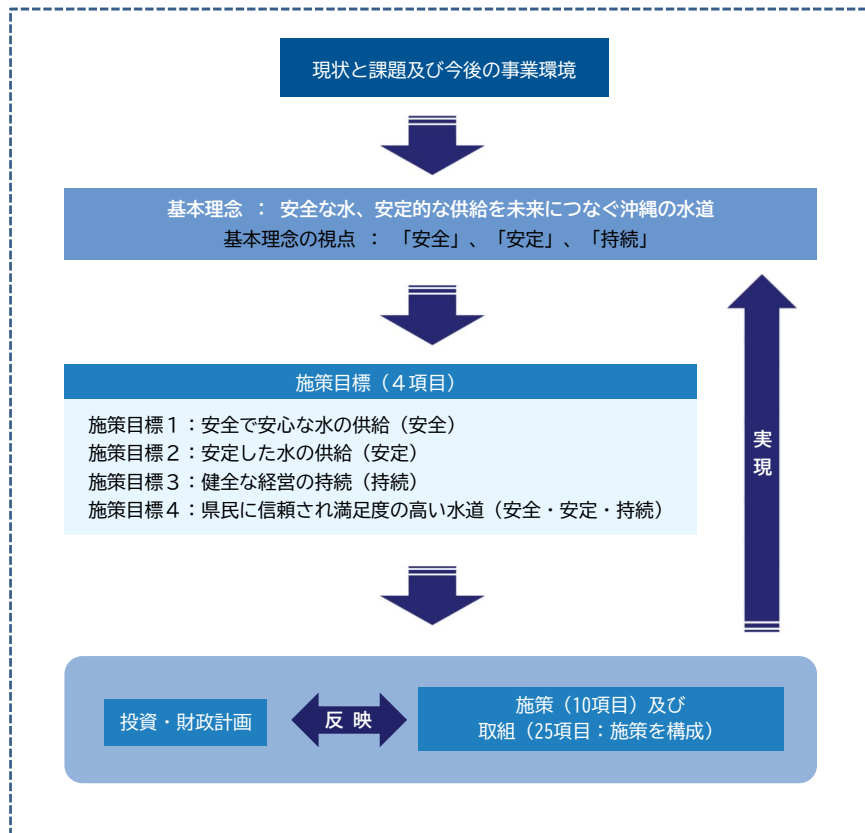 現状と課題及び今後の事業環境
基本理念 ： 安全な水、安定的な供給を未来につなぐ沖縄の水道
基本理念の視点 ： 「安全」、「安定」、「持続」
施策目標（４項目）
施策目標１：安全で安心な水の供給（安全）
施策目標２：安定した水の供給（安定）
施策目標３：健全な経営の持続（持続）
施策目標４：県民に信頼され満足度の高い水道（安全・安定・持続）
実現
投資・財政計画
反 映
施策（10項目）及び
取組（25項目：施策を構成）